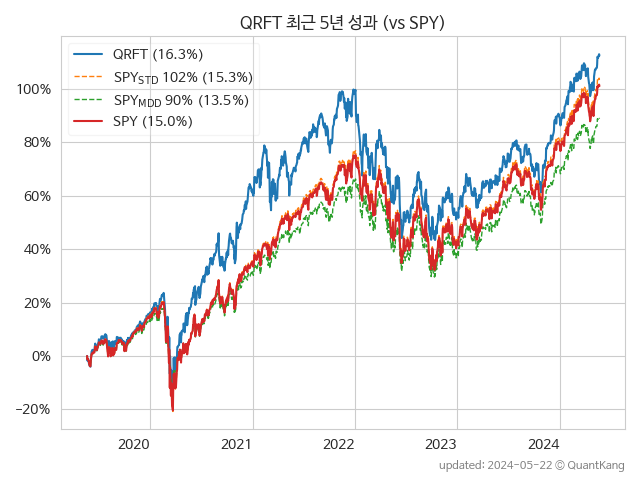 QRFT 최근 5년 성과 (vs SPY)
QRFT (16.3%)
SPY_STD 102% (15.3%)
SPY_MDD 90% (13.5%)
SPY (15.0%)
100%
80%
60%
40%
20%
0%
−20%
2020 2021 2022 2023 2024
updated: 2024-05-22 © QuantKang